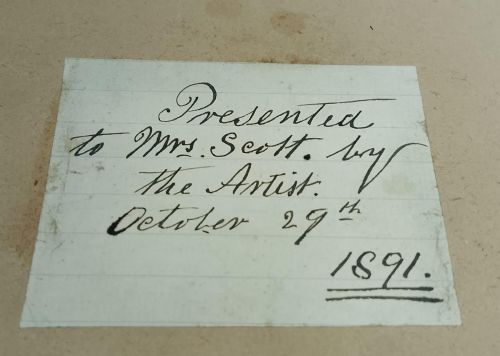 Presented
to Mrs. Scott. by
the Artist.
October 29th
1891.